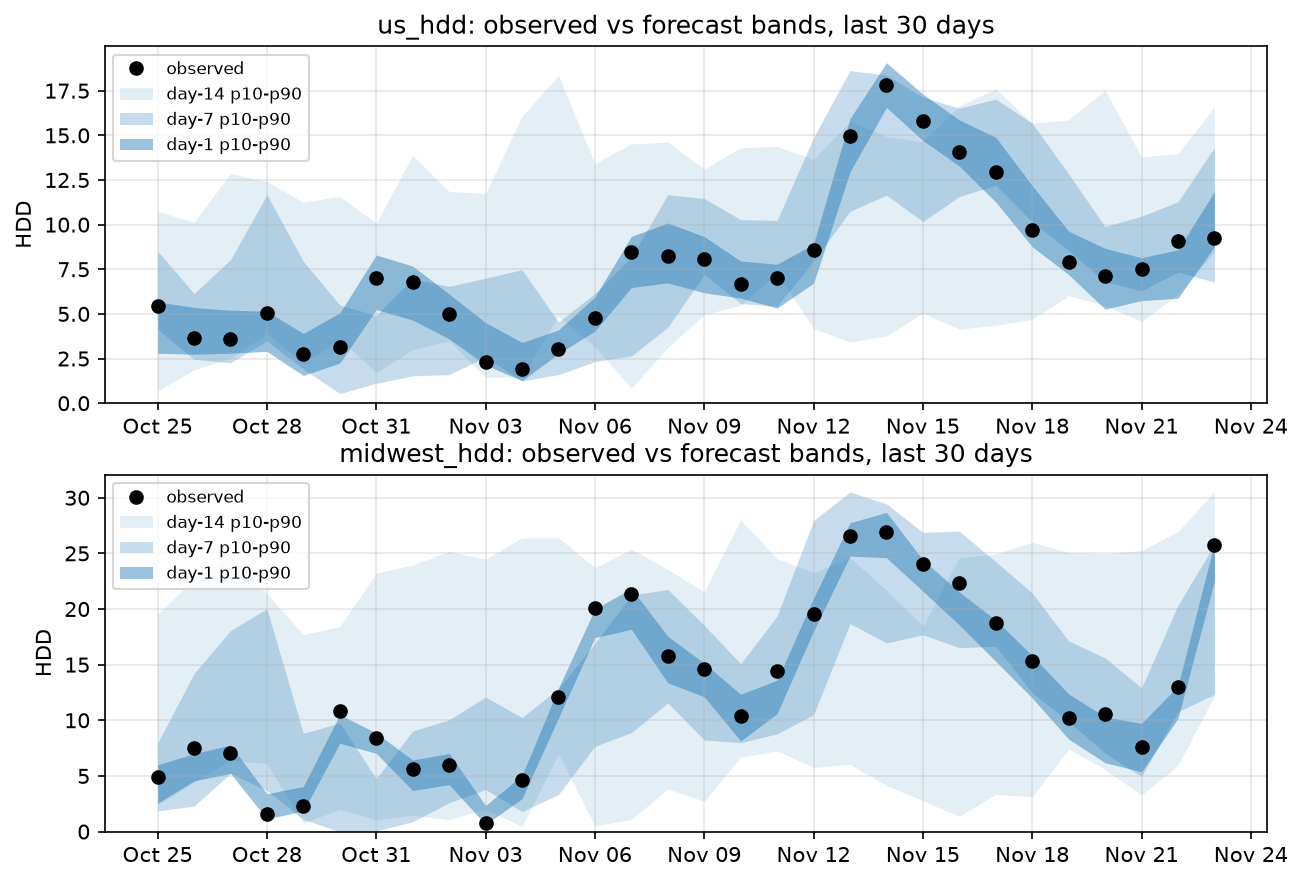 us_hdd: observed vs forecast bands, last 30 days
observed
day-14 p10-p90
day-7 p10-p90
day-1 p10-p90
HDD
17.5
15.0
12.5
10.0
7.5
5.0
2.5
0.0
Oct 25 Oct 28 Oct 31 Nov 03 Nov 06 Nov 09 Nov 12 Nov 15 Nov 18 Nov 21 Nov 24
midwest_hdd: observed vs forecast bands, last 30 days
observed
day-14 p10-p90
day-7 p10-p90
day-1 p10-p90
HDD
30
25
20
15
10
5
0
Oct 25 Oct 28 Oct 31 Nov 03 Nov 06 Nov 09 Nov 12 Nov 15 Nov 18 Nov 21 Nov 24